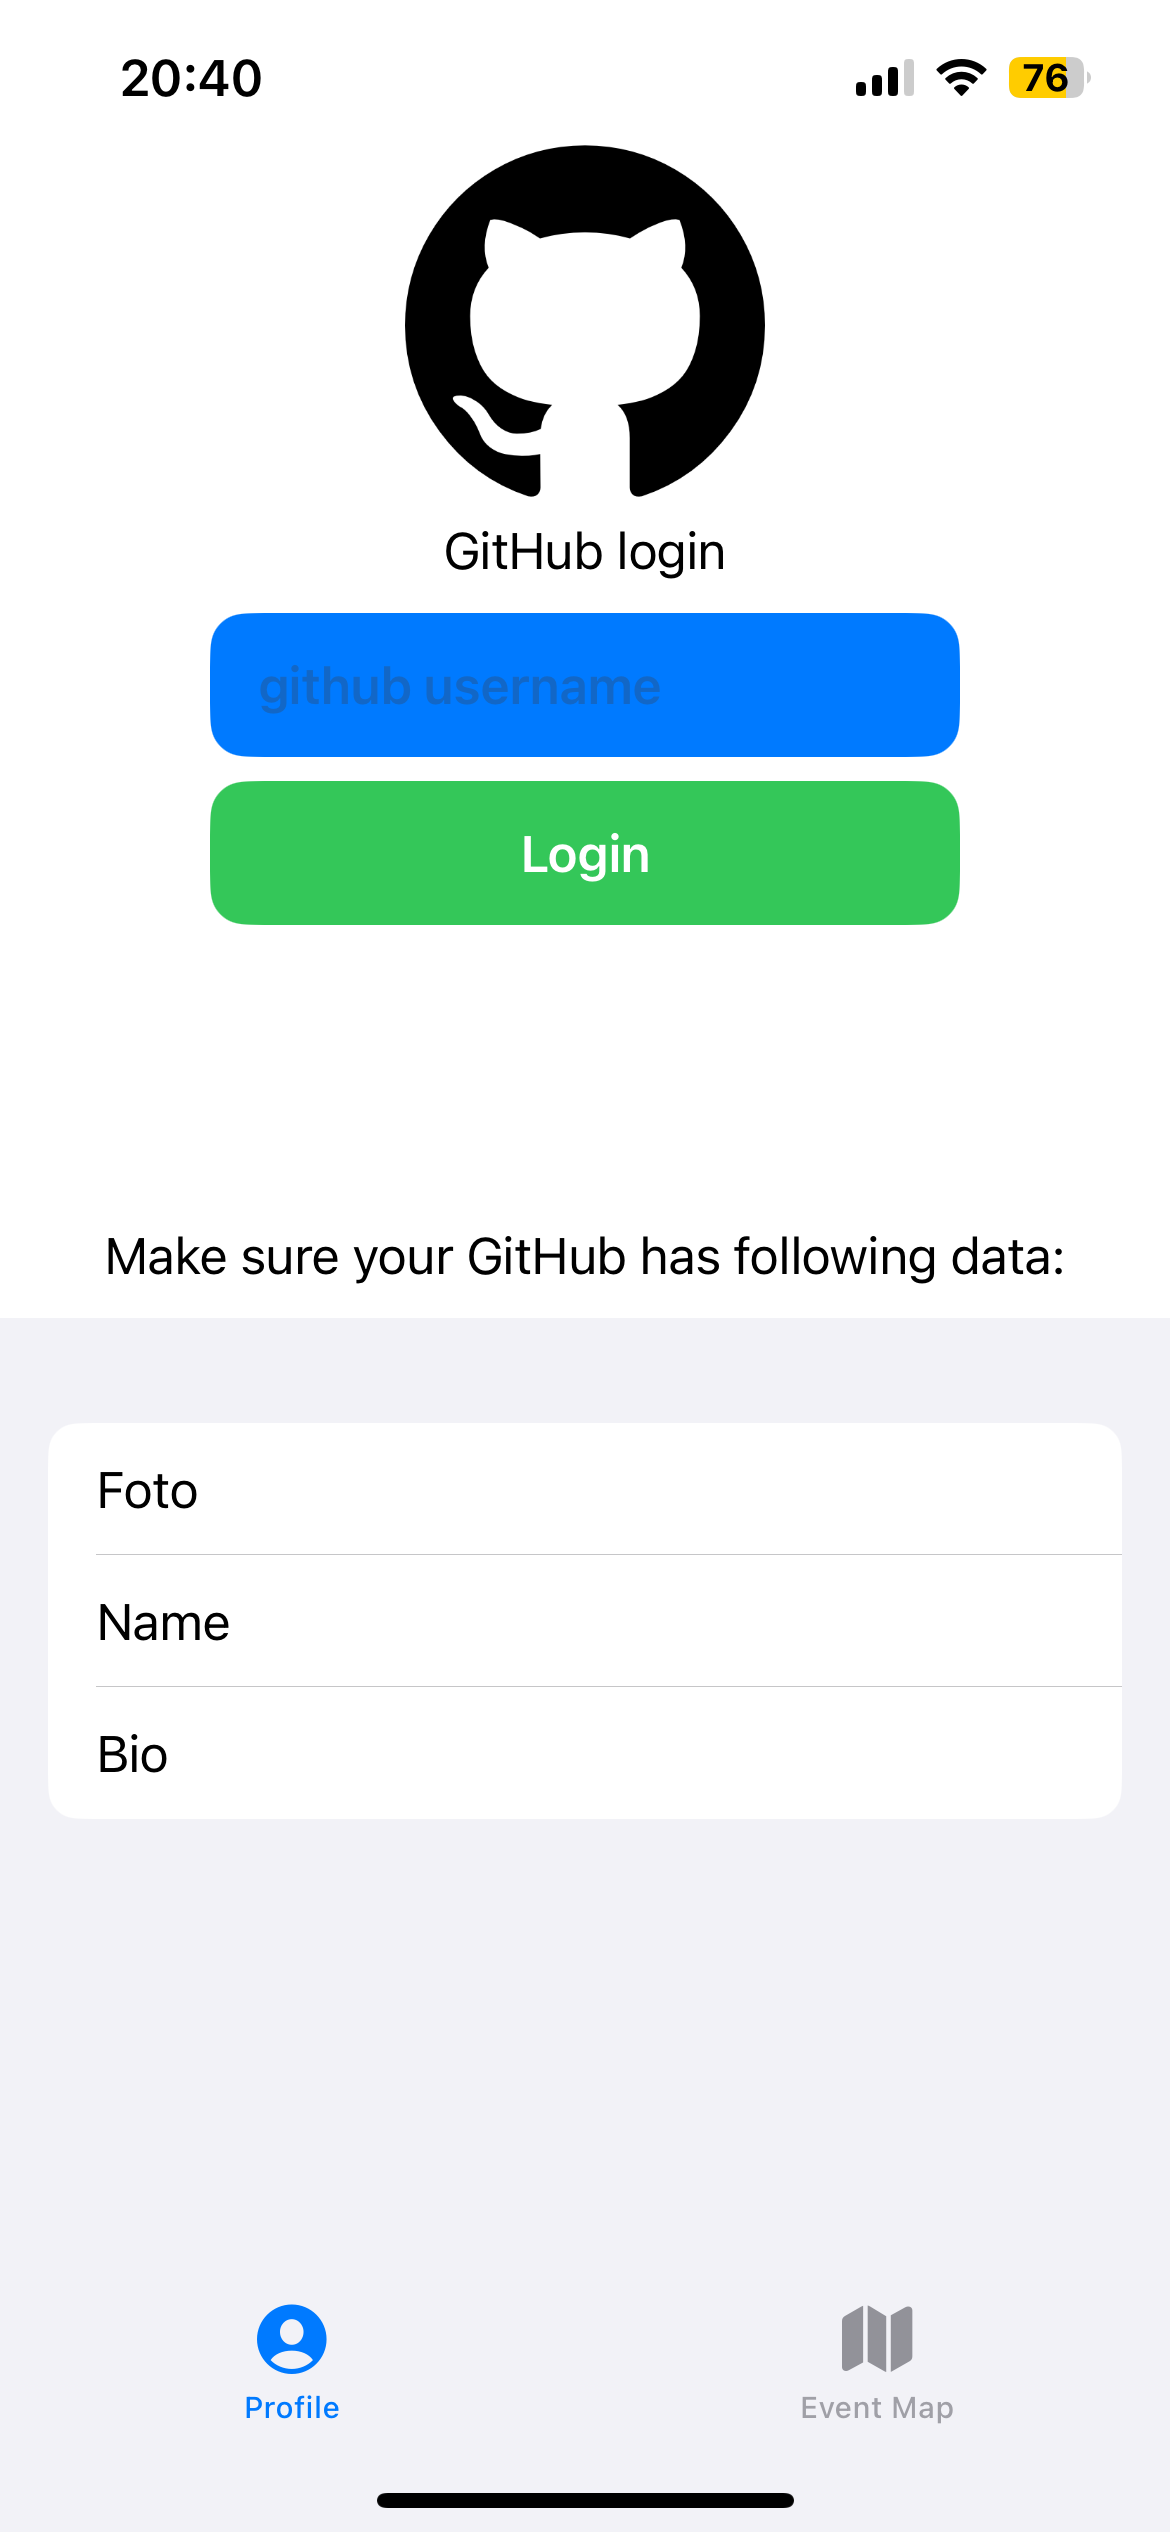 20:40
76
GitHub login
github username
Login
Make sure your GitHub has following data:
Foto
Name
Bio
Profile
Event Map